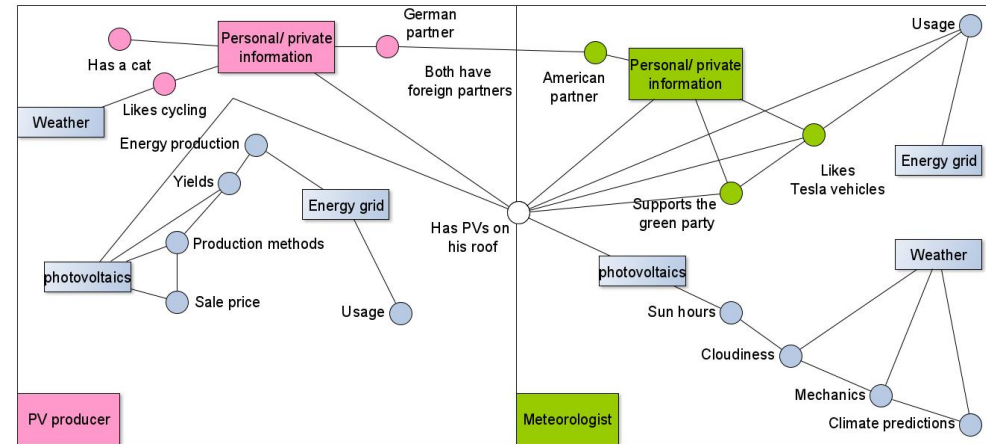 German
partner
Personal/ private
information
Has a cat
Both have
foreign partners
Likes cycling
Weather
Energy production
Yields
Energy grid
Production methods
photovoltaics
Sale price
Usage
PV producer
Has PVs on
his roof
Usage
Personal/ private
information
American
partner
Energy grid
Likes
Tesla vehicles
Supports the
green party
Weather
photovoltaics
Sun hours
Cloudiness
Mechanics
Climate predictions
Meteorologist